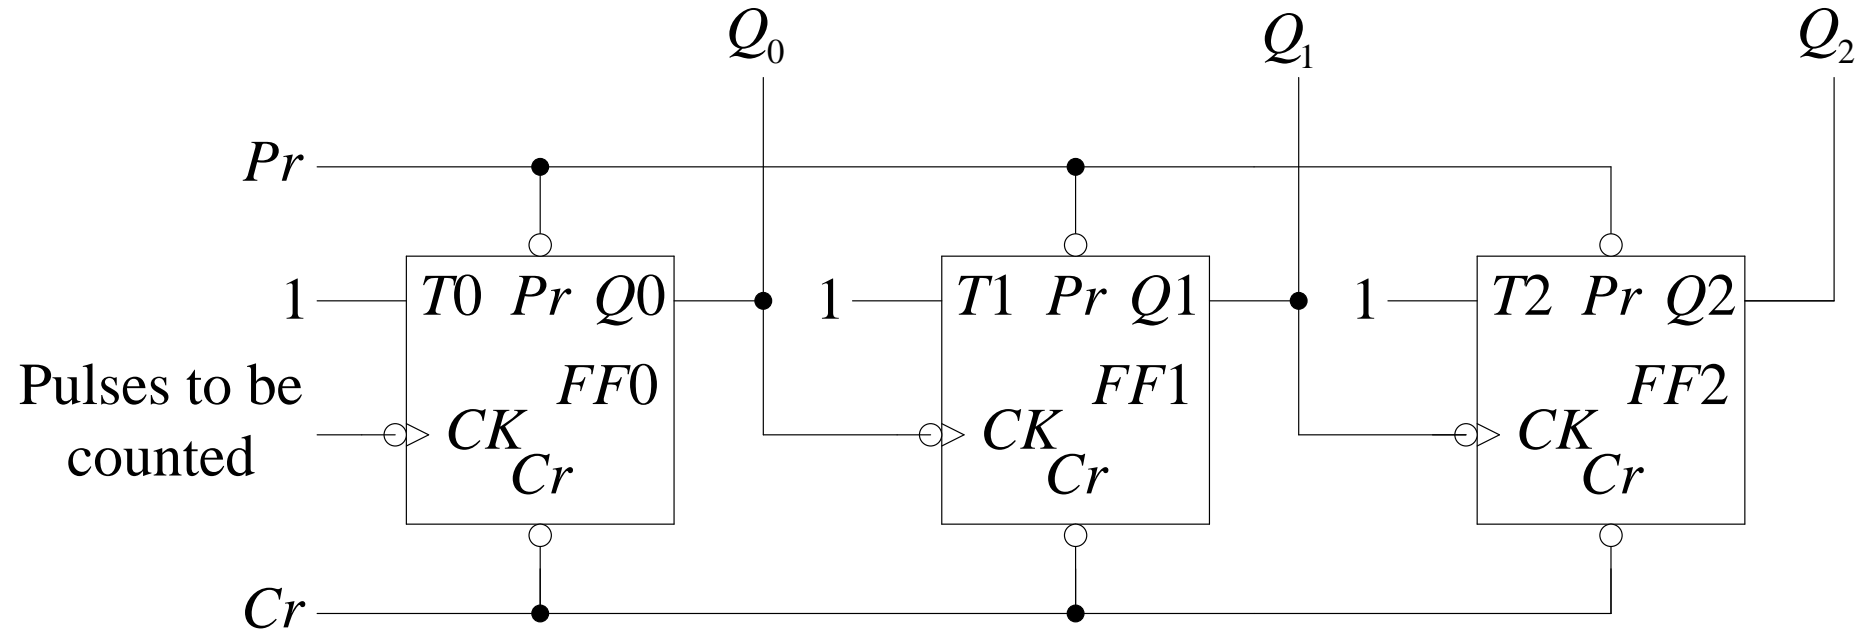 Q0 Q1 Q2
Pr
1 T0 Pr Q0 1 T1 Pr Q1 1 T2 Pr Q2
Pulses to be FF0 FF1 FF2
CK CK CK
counted
Cr Cr Cr
Cr